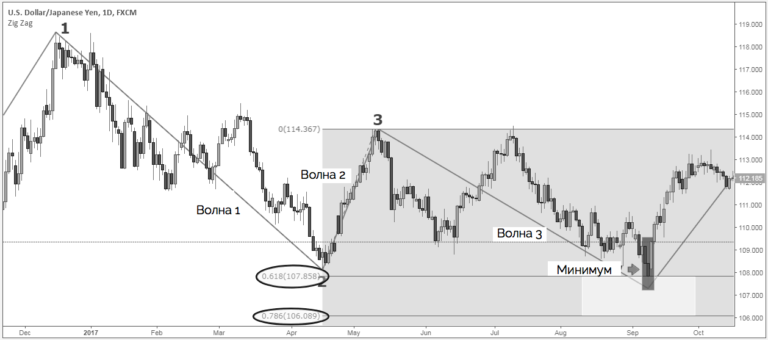 U.S. Dollar/Japanese Yen, 1D, FXCM
Zig Zag
1
3
0(114.367)
Волна 2
Волна 1
Волна 3
Минимум
2
0.618(107.858)
0.786(106.089)
119.000
118.000
117.000
116.000
115.000
114.000
113.000
112.185
111.000
110.000
109.000
108.000
107.000
106.000
Dec
2017
Feb
Mar
Apr
May
Jun
Jul
Aug
Sep
Oct